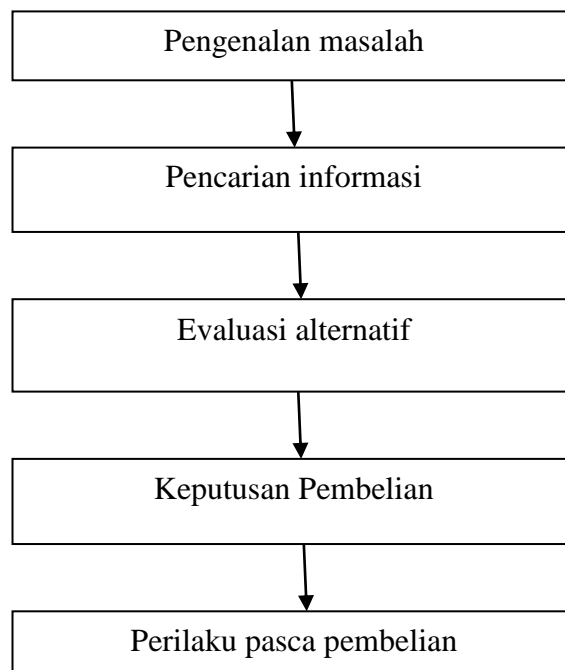 Pengenalan masalah
Pencarian informasi
Evaluasi alternatif
Keputusan Pembelian
Perilaku pasca pembelian